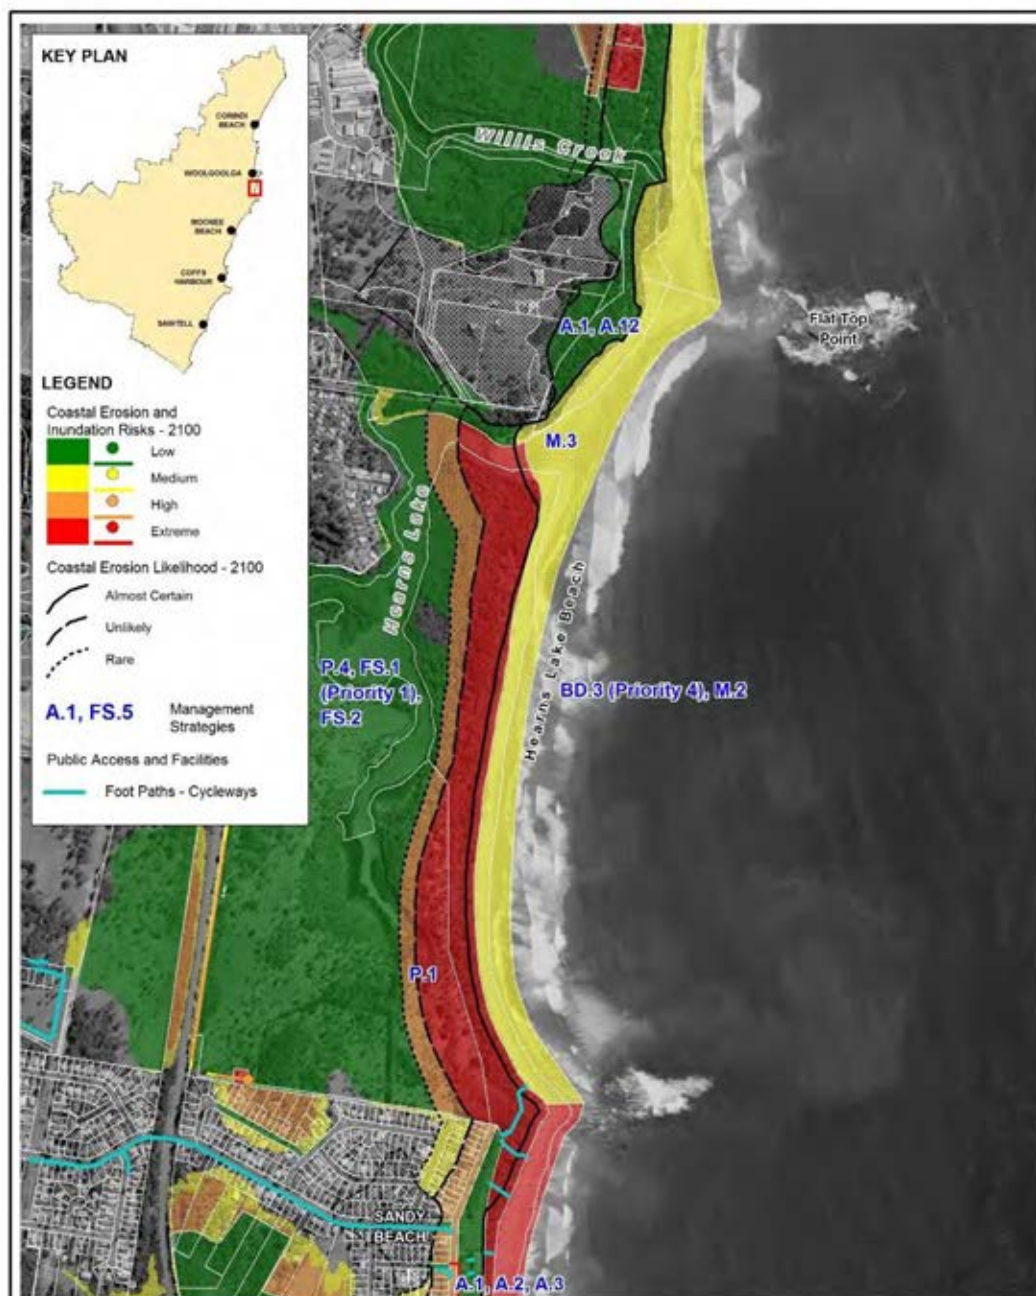 KEY PLAN
CORINDI
BEACH
WOOLGOOLGA
MOONEE
BEACH
COFFS
HARBOUR
SAWTELL
LEGEND
Coastal Erosion and
Inundation Risks - 2100
Low
Medium
High
Extreme
Coastal Erosion Likelihood - 2100
Almost Certain
Unlikely
Rare
A.1, FS.5
Management
Strategies
Public Access and Facilities
Foot Paths - Cycleways
Willis Creek
A.1, A.12
Flat Top
Point
M.3
Hearns Lake
Hearns Lake Beach
P.4, FS.1
(Priority 1),
FS.2
BD.3 (Priority 4), M.2
P.1
SANDY
BEACH
A.1, A.2, A.3